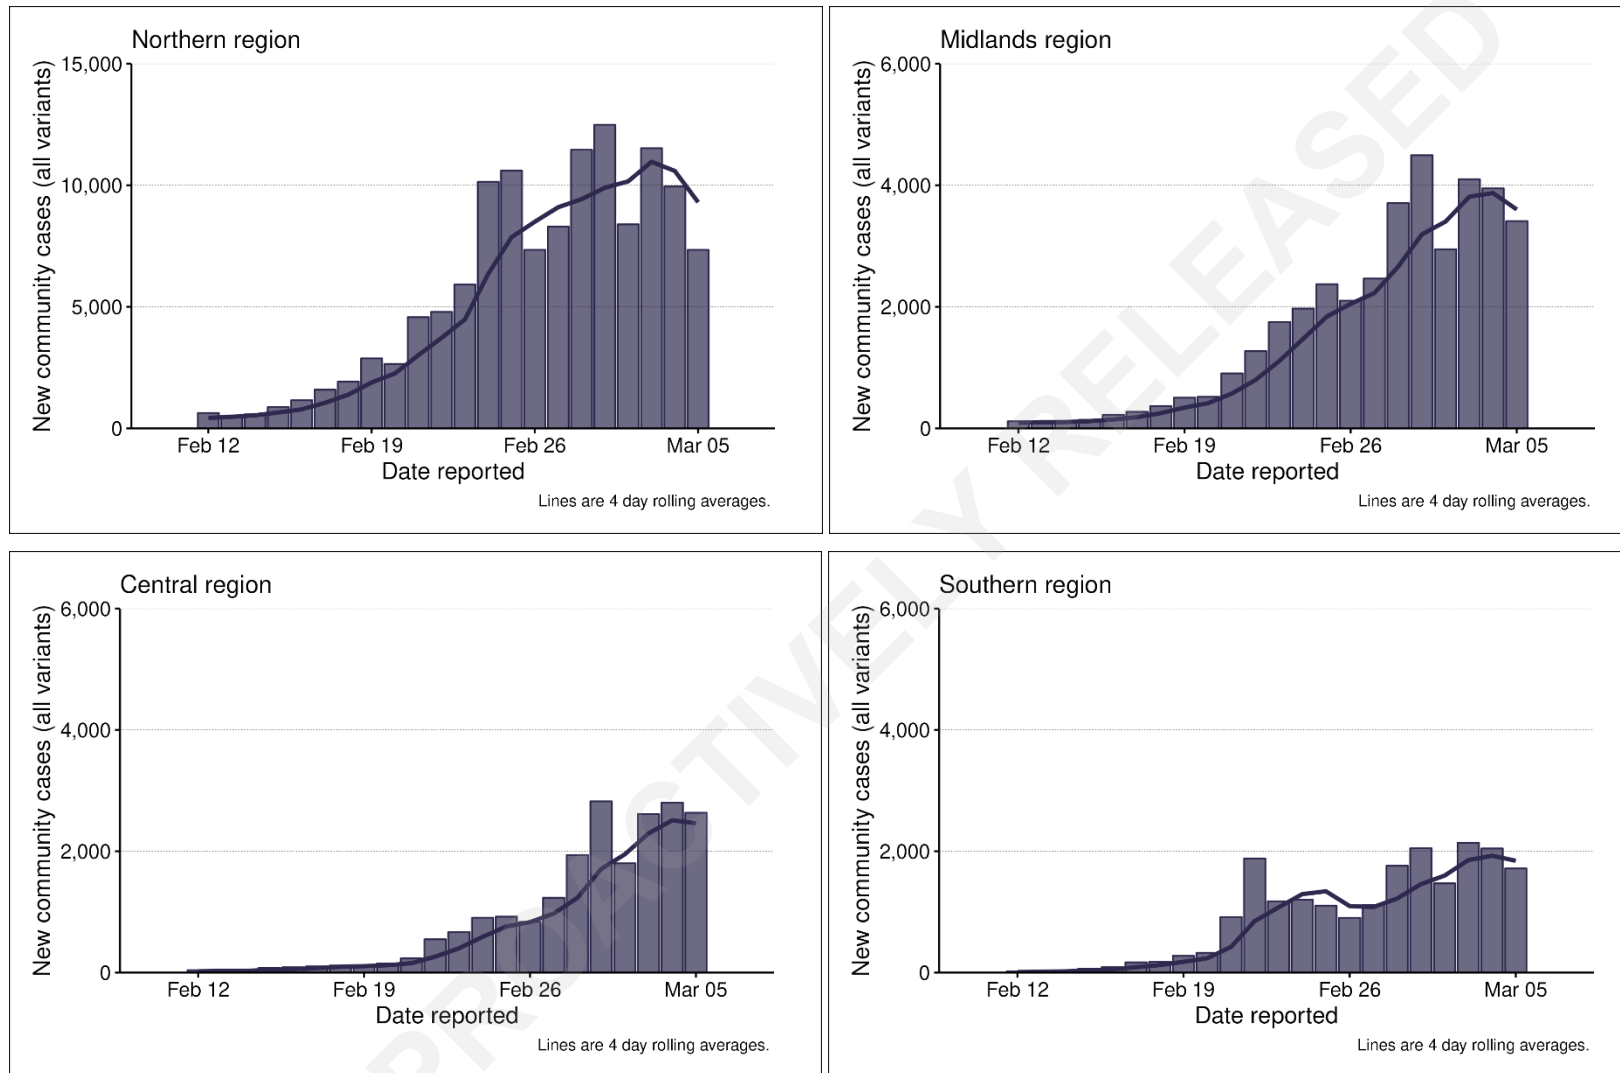 Northern region
New community cases (all variants)
15,000
10,000
5,000
0
Feb 12 Feb 19 Feb 26 Mar 05
Date reported
Lines are 4 day rolling averages.
Midlands region
New community cases (all variants)
6,000
4,000
2,000
0
Feb 12 Feb 19 Feb 26 Mar 05
Date reported
Lines are 4 day rolling averages.
Central region
New community cases (all variants)
6,000
4,000
2,000
0
Feb 12 Feb 19 Feb 26 Mar 05
Date reported
Lines are 4 day rolling averages.
Southern region
New community cases (all variants)
6,000
4,000
2,000
0
Feb 12 Feb 19 Feb 26 Mar 05
Date reported
Lines are 4 day rolling averages.
PROACTIVELY RELEASED